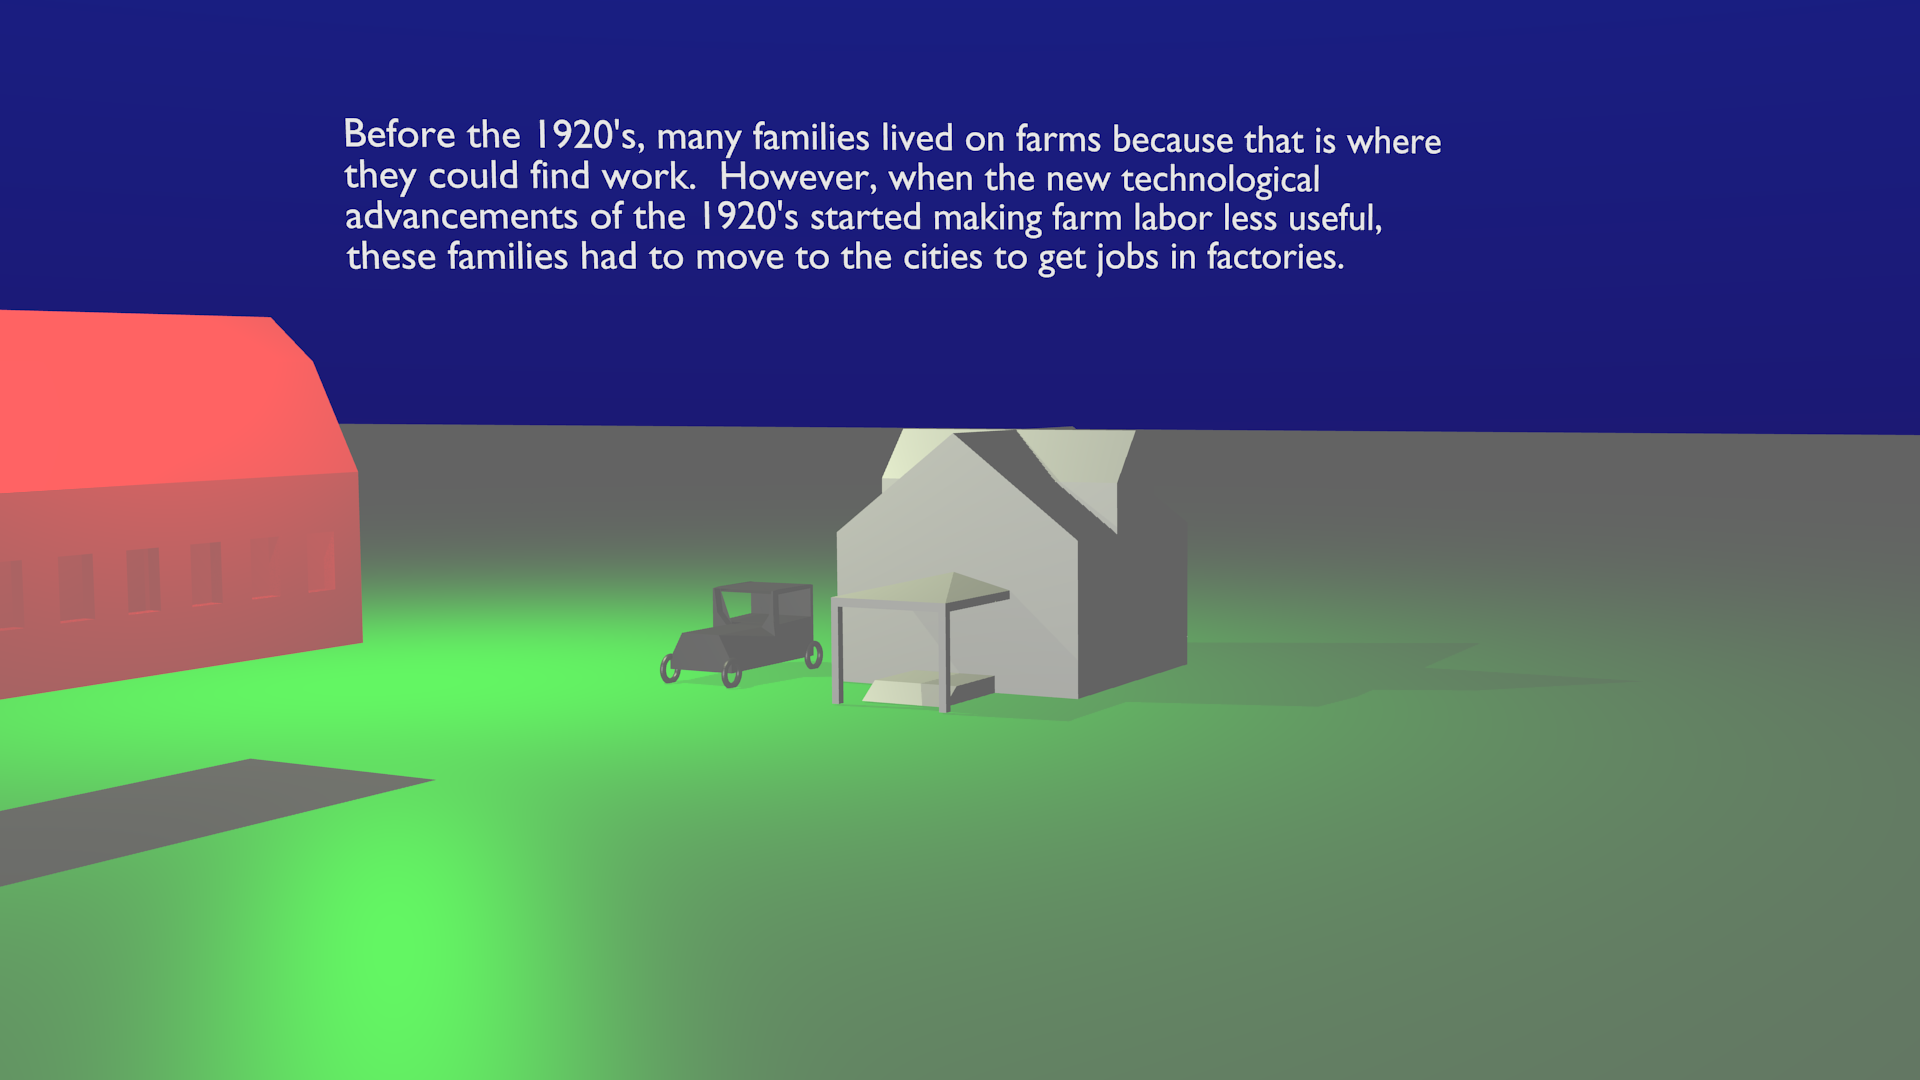 Before the 1920's, many families lived on farms because that is where
they could find work.  However, when the new technological
advancements of the 1920's started making farm labor less useful,
these families had to move to the cities to get jobs in factories.